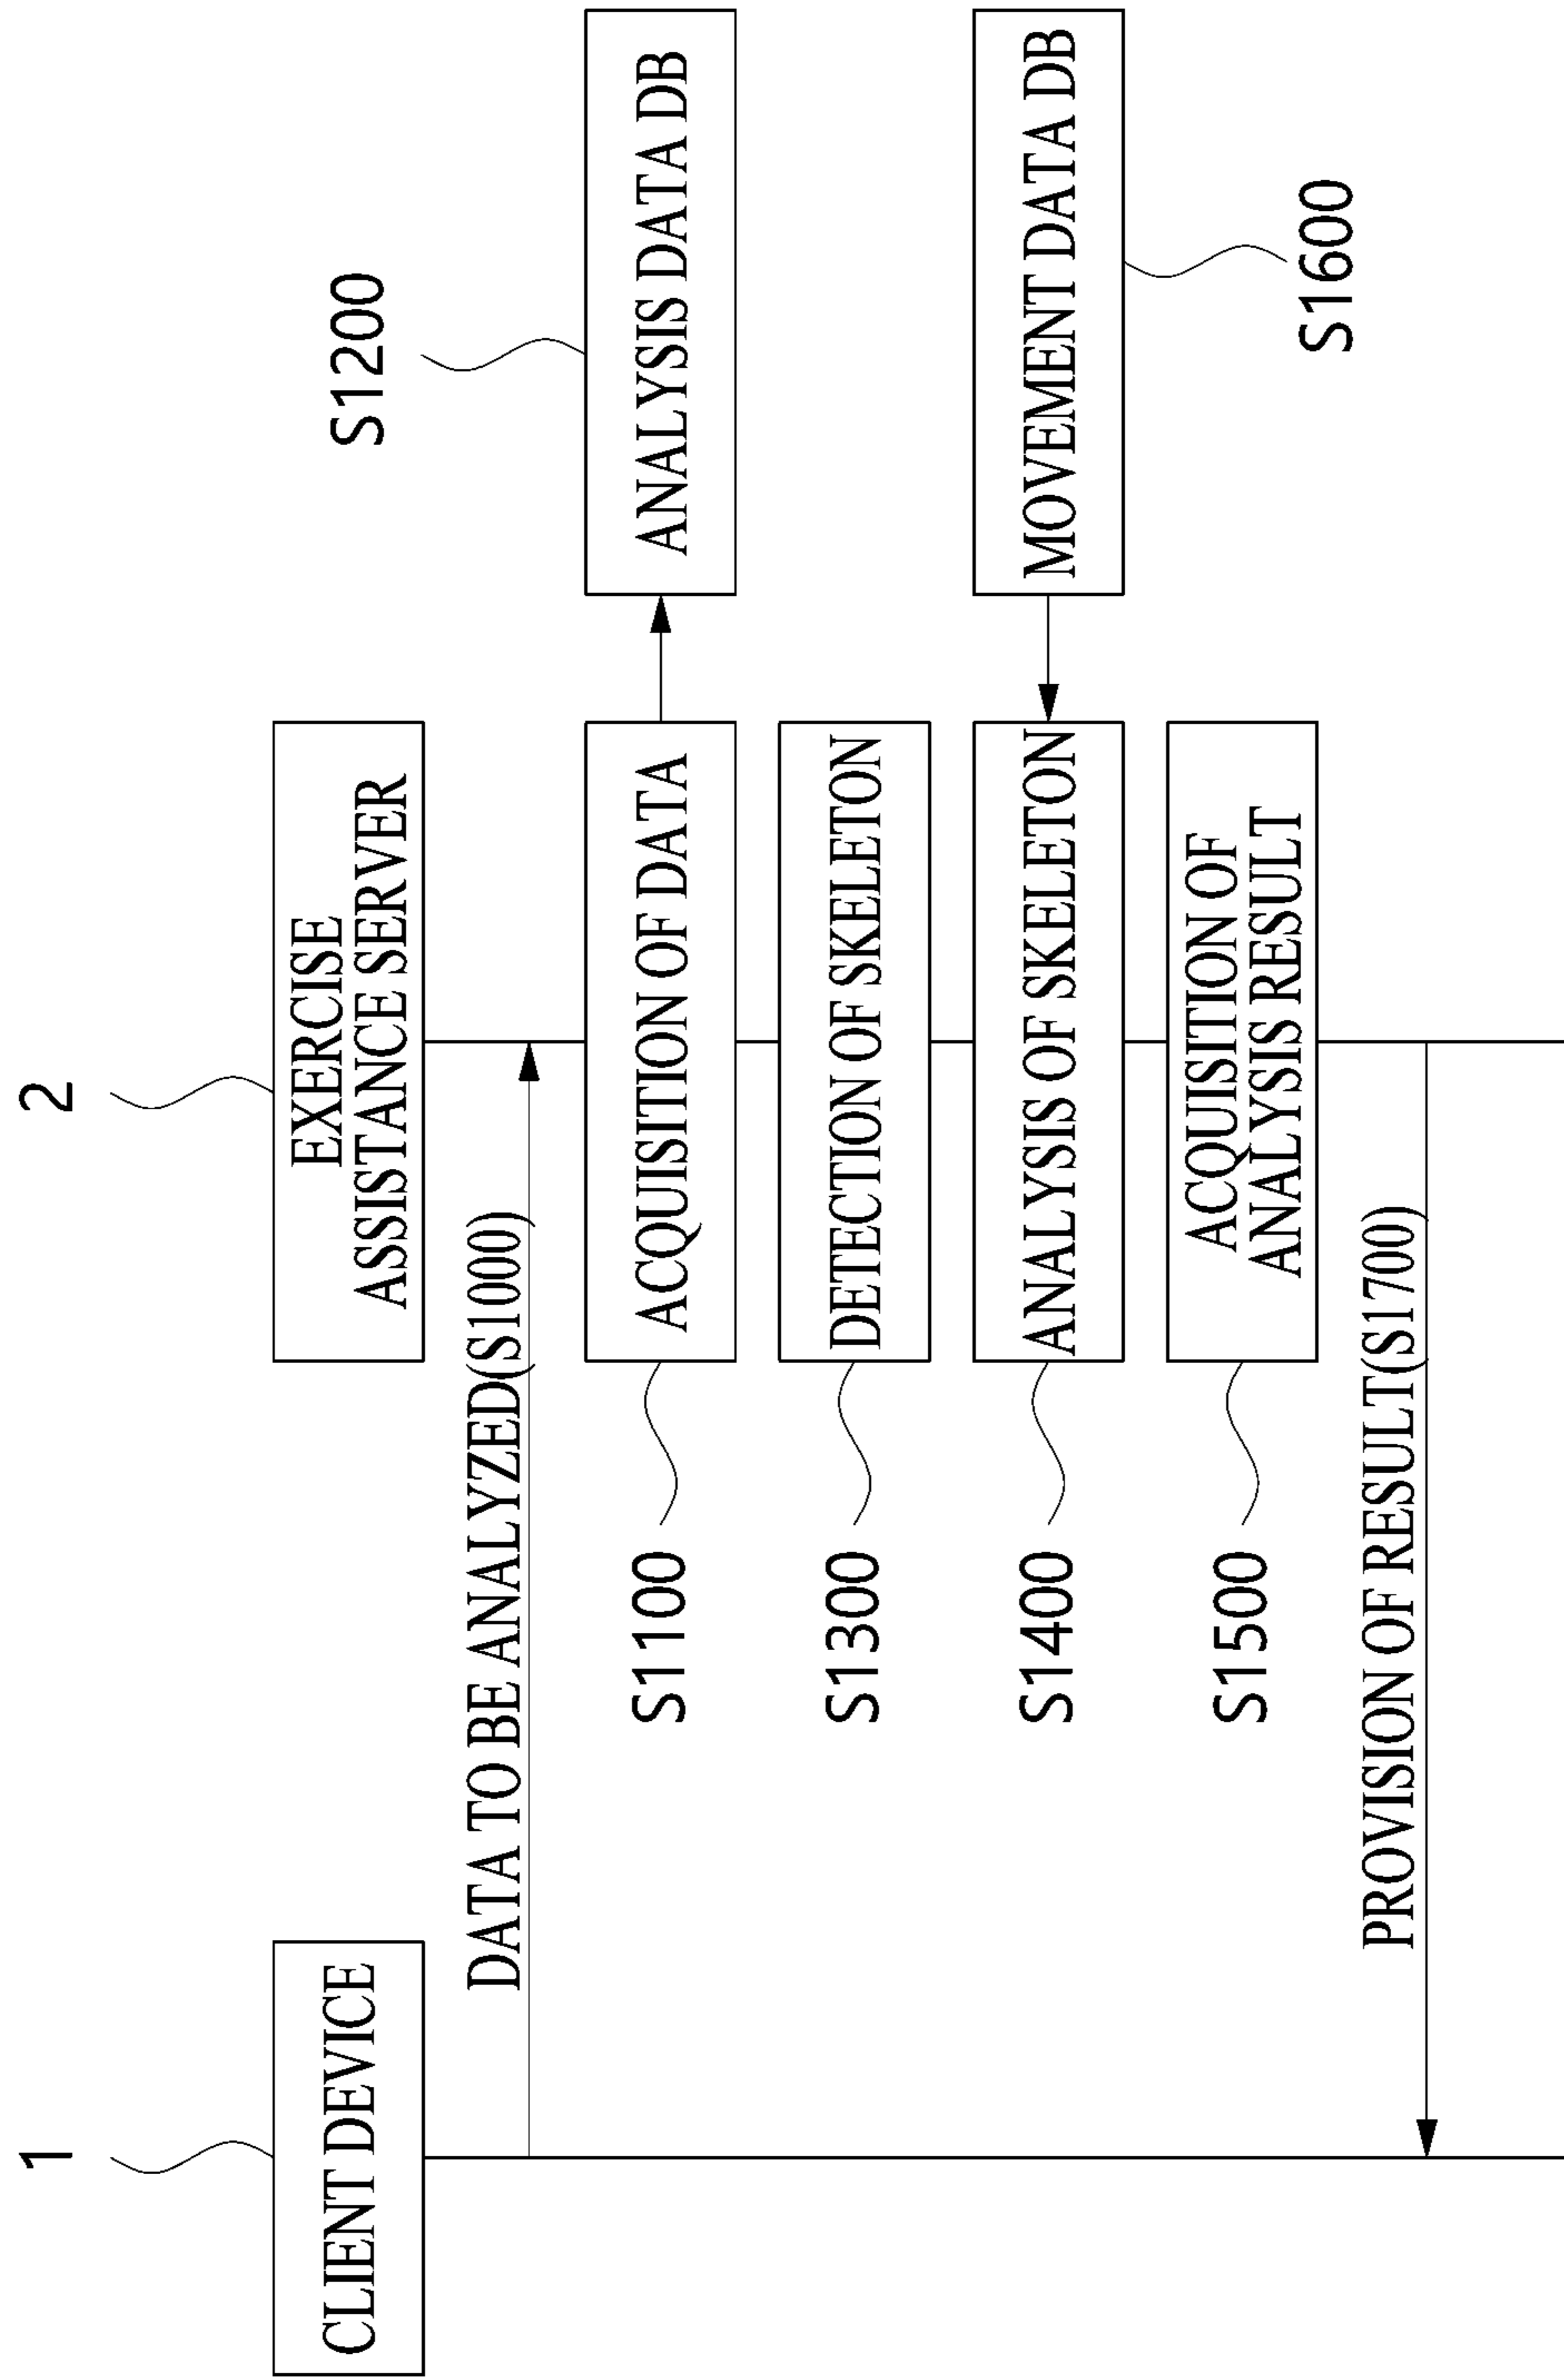 1
2
CLIENT DEVICE
EXERCISE
ASSISTANCE SERVER
DATA TO BE ANALYZED(S1000)
S1200
S1100
ACQUISITION OF DATA
ANALYSIS DATA DB
S1300
DETECTION OF SKELETON
S1400
ANALYSIS OF SKELETON
MOVEMENT DATA DB
S1500
ACQUISITION OF
ANALYSIS RESULT
S1600
PROVISION OF RESULT(S1700)